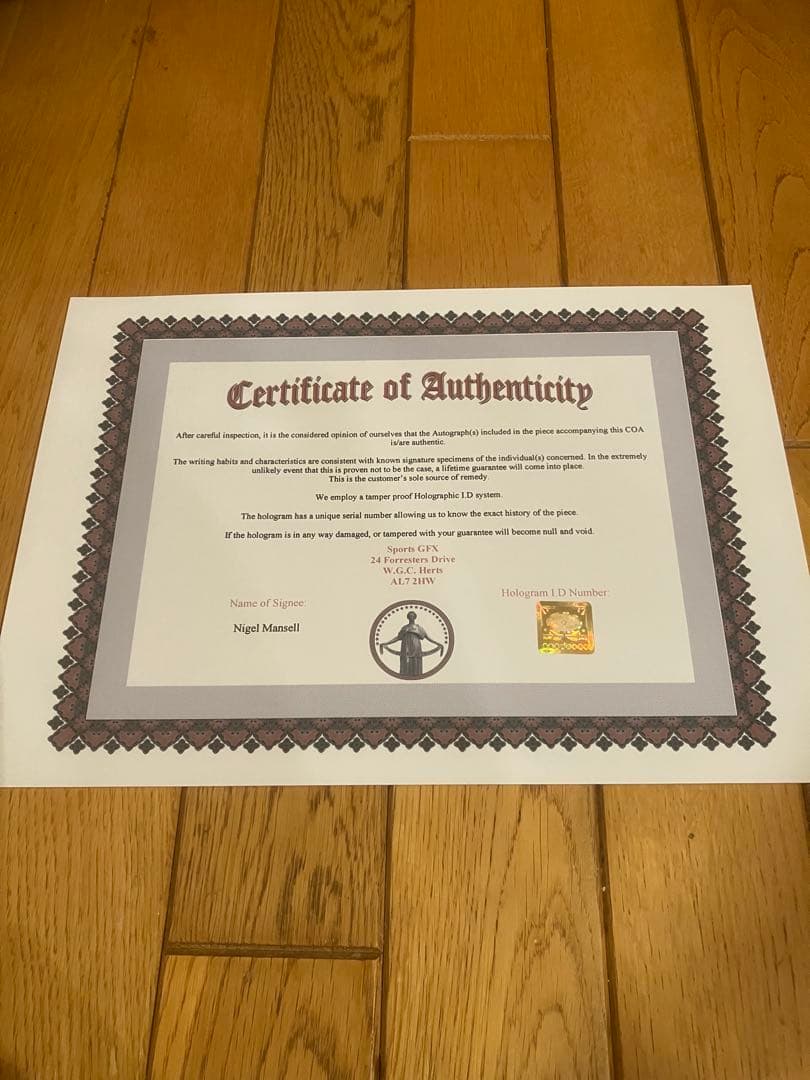 Certificate of Authenticity
After careful inspection, it is the considered opinion of ourselves that the Autograph(s) included in the piece accompanying this COA
is/are authentic.
The writing habits and characteristics are consistent with known signature specimens of the individual(s) concerned. In the extremely
unlikely event that this is proven not to be the case, a lifetime guarantee will come into place.
This is the customer's sole source of remedy.
We employ a tamper proof Holographic I.D system.
The hologram has a unique serial number allowing us to know the exact history of the piece.
If the hologram is in any way damaged, or tampered with your guarantee will become null and void.
Sports GFX
24 Forresters Drive
W.G.C. Herts
AL7 2HW
Name of Signee:
Hologram I.D Number:
Nigel Mansell